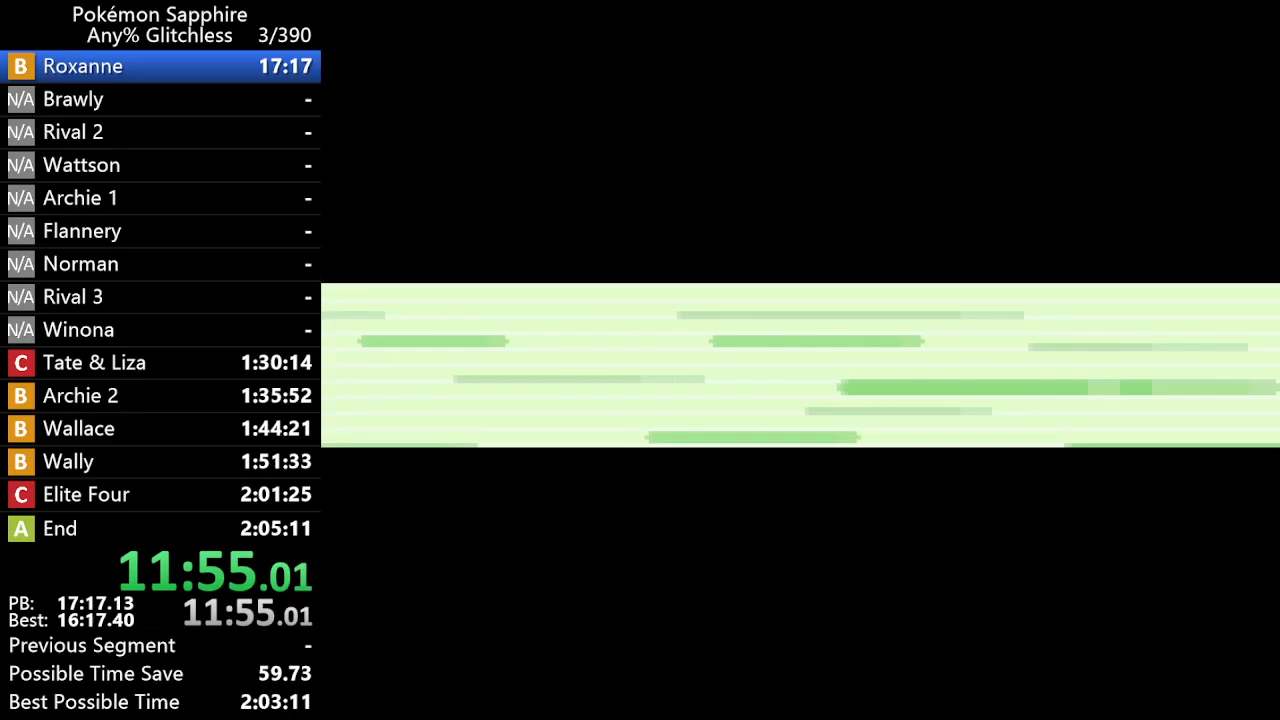 Pokémon Sapphire
Any% Glitchless 3/390
B Roxanne 17:17
N/A Brawly -
N/A Rival 2 -
N/A Wattson -
N/A Archie 1 -
N/A Flannery -
N/A Norman -
N/A Rival 3 -
N/A Winona -
C Tate & Liza 1:30:14
B Archie 2 1:35:52
B Wallace 1:44:21
B Wally 1:51:33
C Elite Four 2:01:25
A End 2:05:11
11:55.01
PB: 17:17.13 11:55.01
Best: 16:17.40
Previous Segment -
Possible Time Save 59.73
Best Possible Time 2:03:11